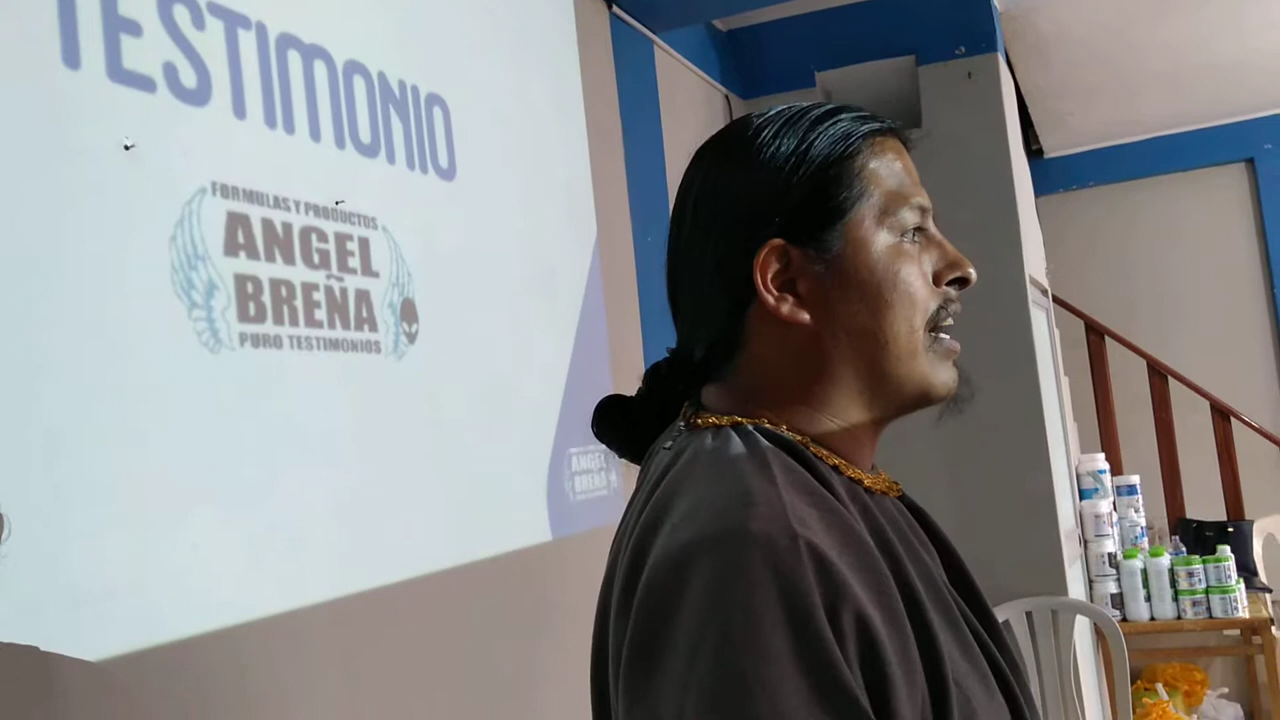 TESTIMONIO
FORMULAS Y PRODUCTOS
ANGEL
BREÑA
PURO TESTIMONIOS
ANGEL
BREÑA